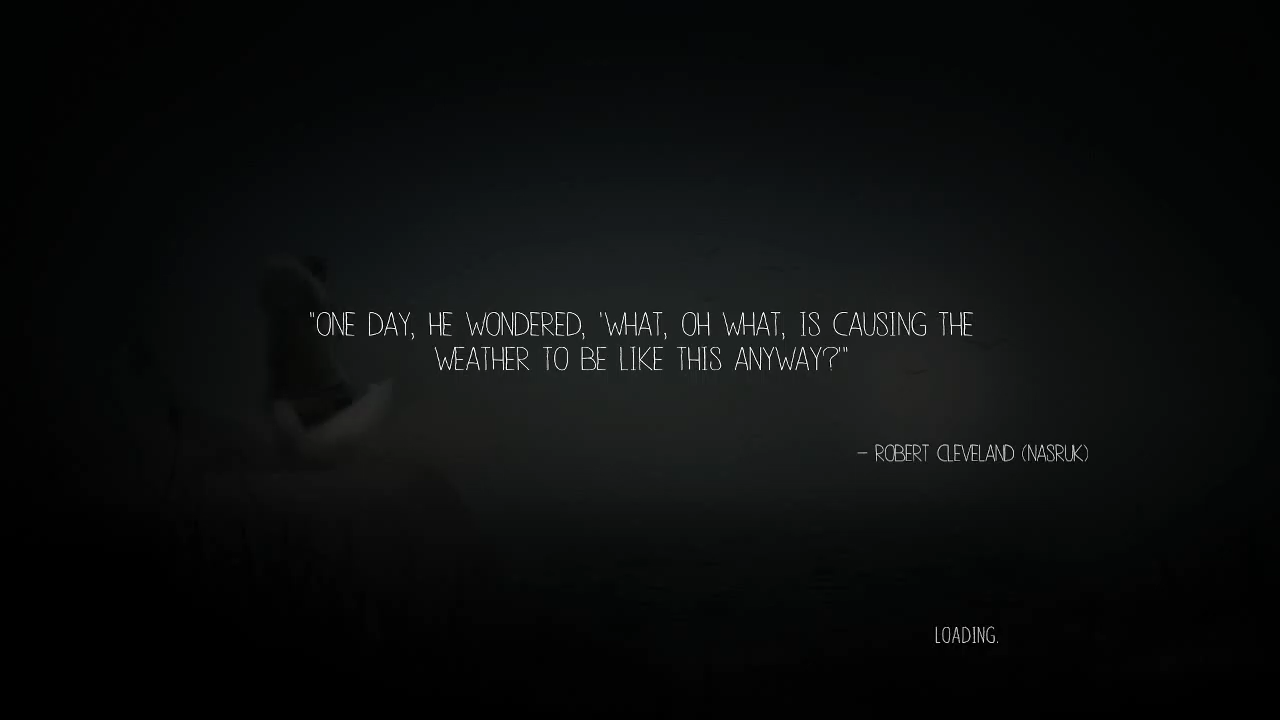 "ONE DAY, HE WONDERED, 'WHAT, OH WHAT, IS CAUSING THE
WEATHER TO BE LIKE THIS ANYWAY?'"
– ROBERT CLEVELAND (NASRUK)
LOADING.